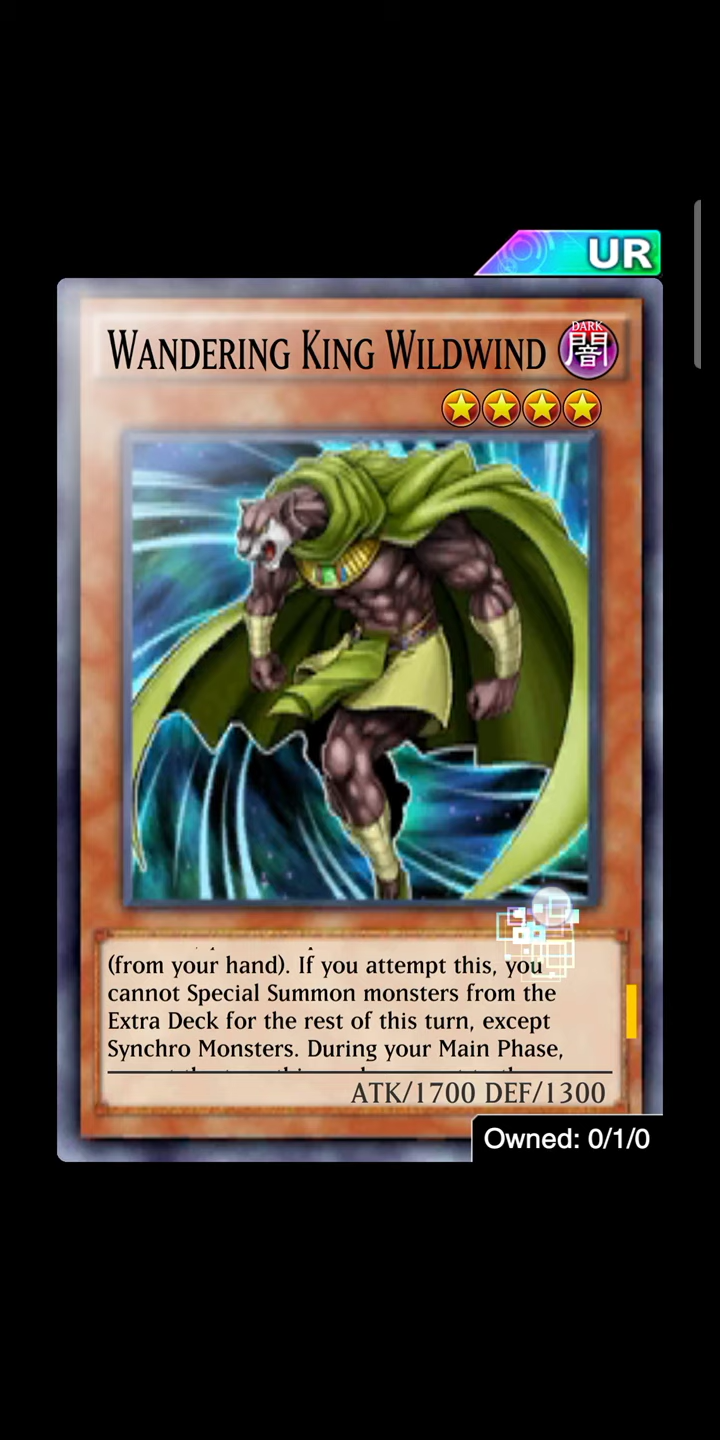 UR
WANDERING KING WILDWIND
DARK
闇
(from your hand). If you attempt this, you
cannot Special Summon monsters from the
Extra Deck for the rest of this turn, except
Synchro Monsters. During your Main Phase,
ATK/1700 DEF/1300
Owned: 0/1/0